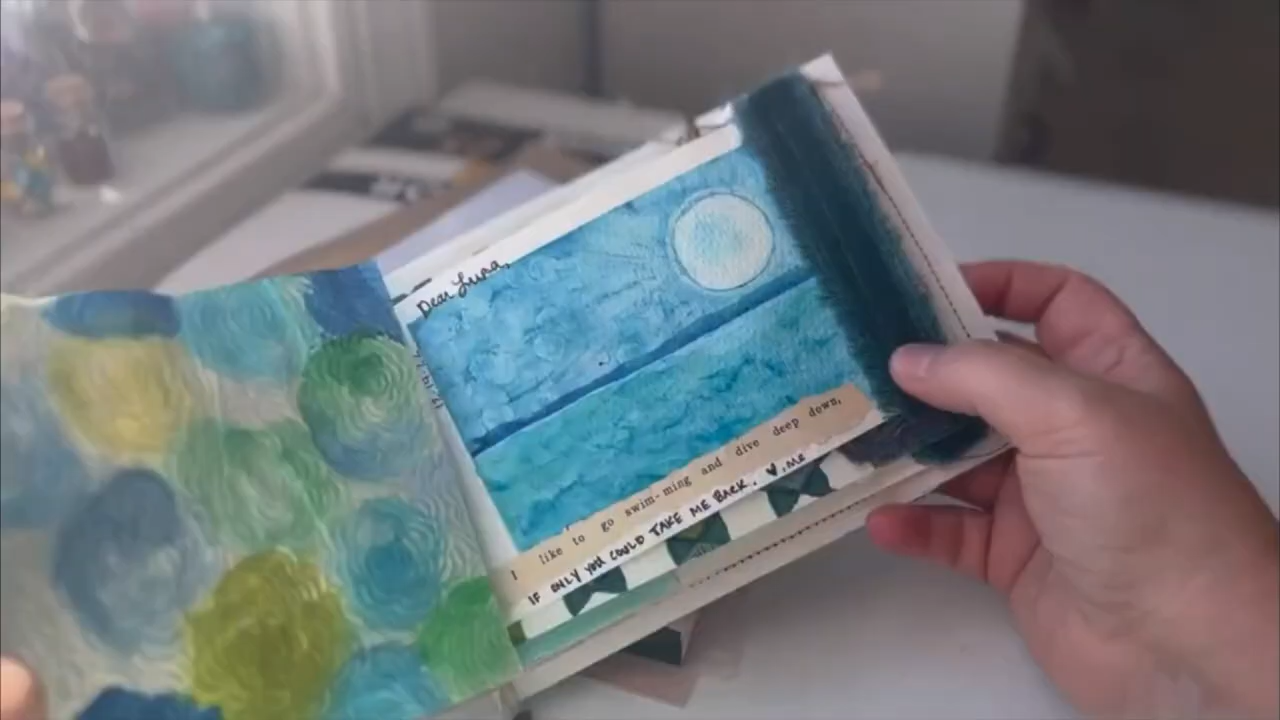 Dear Luna,
I like to go swim-ming and dive deep down,
IF ONLY YOU COULD TAKE ME BACK. ♥, ME